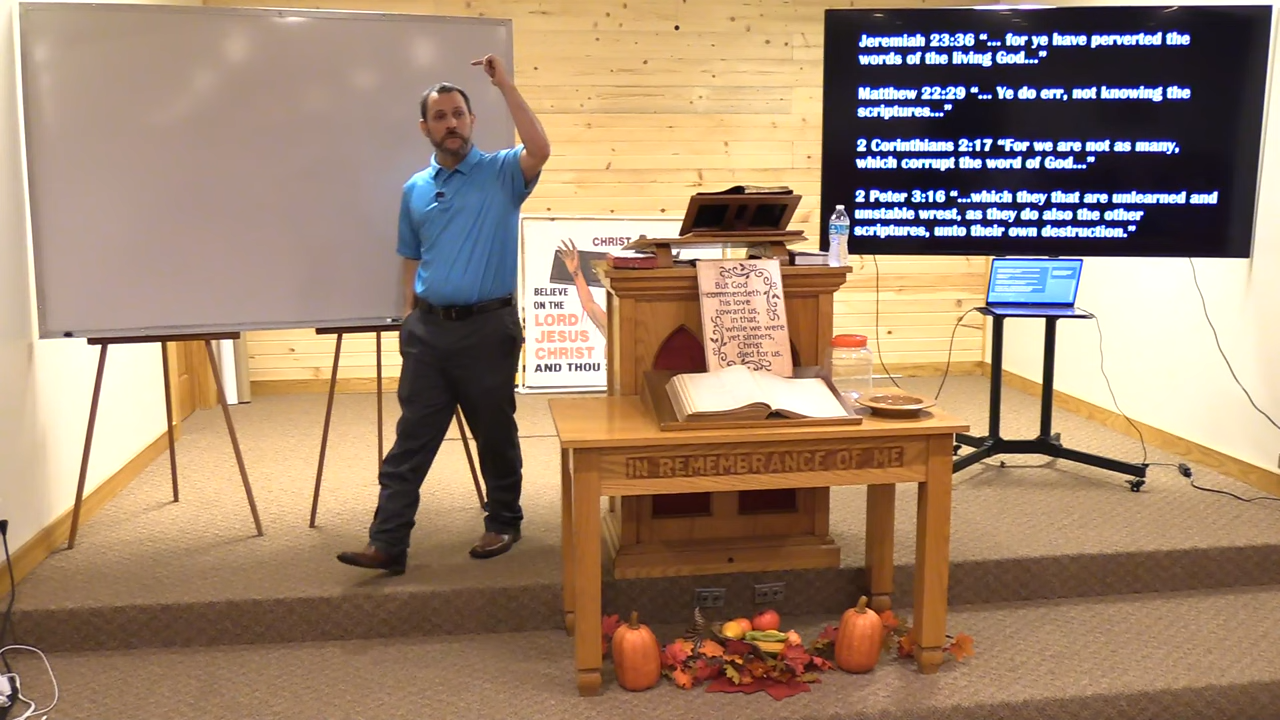 Jeremiah 23:36 “... for ye have perverted the
words of the living God...”
Matthew 22:29 “... Ye do err, not knowing the
scriptures...”
2 Corinthians 2:17 “For we are not as many,
which corrupt the word of God...”
2 Peter 3:16 “...which they that are unlearned and
unstable wrest, as they do also the other
scriptures, unto their own destruction.”
CHRIST
BELIEVE
ON THE
LORD
JESUS
CHRIST
AND THOU
But God
commendeth
his love
toward us,
in that,
while we were
yet sinners,
Christ
died for us.
IN REMEMBRANCE OF ME